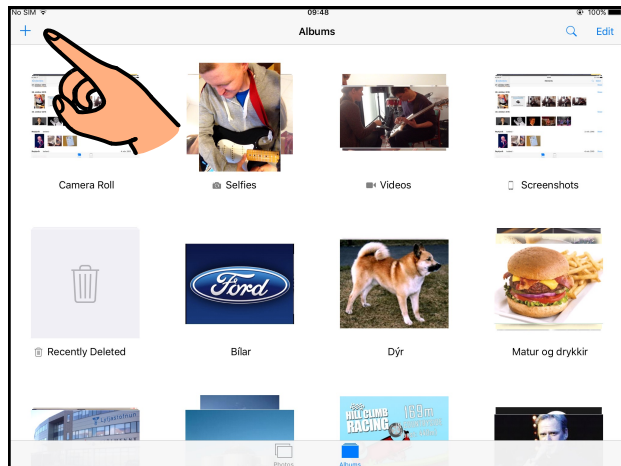 No SIM 09:48 100%
Albums Edit
Camera Roll Selfies Videos Screenshots
Ford
Recently Deleted Bílar Dýr Matur og drykkir
HILL CLIMB
RACING
169m
Photos Albums